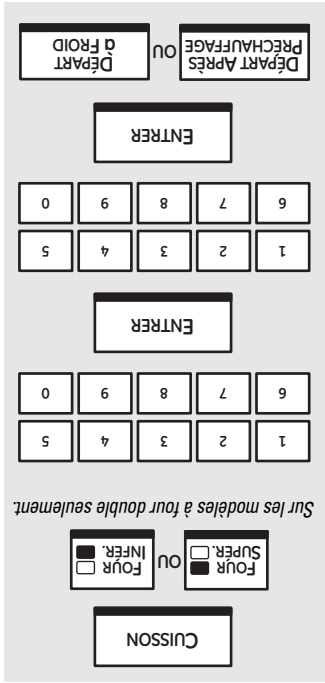 CUISSON
FOUR
SUPÉR.
OU
FOUR
INFÉR.
Sur les modèles à four double seulement.
1 2 3 4 5
6 7 8 9 0
ENTRER
1 2 3 4 5
6 7 8 9 0
ENTRER
DÉPART APRÈS
PRÉCHAUFFAGE
OU
DÉPART
à FROID